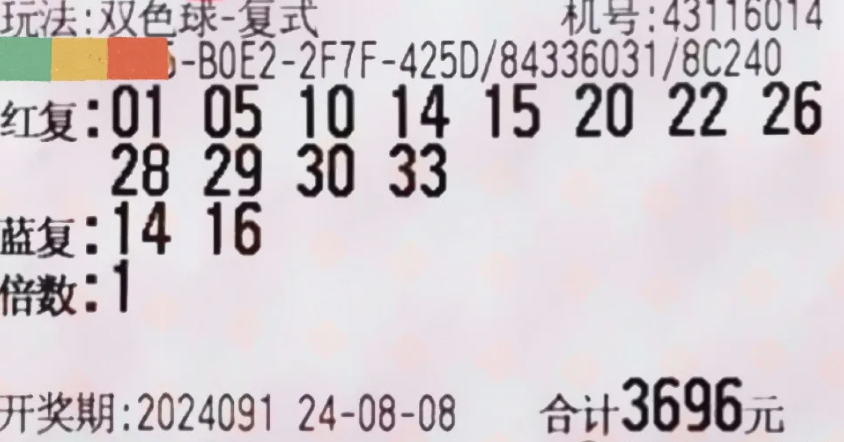 玩法:双色球-复式 机号:43116014
-B0E2-2F7F-425D/84336031/8C240
红复:01 05 10 14 15 20 22 26
28 29 30 33
蓝复:14 16
倍数:1
开奖期:2024091 24-08-08 合计3696元